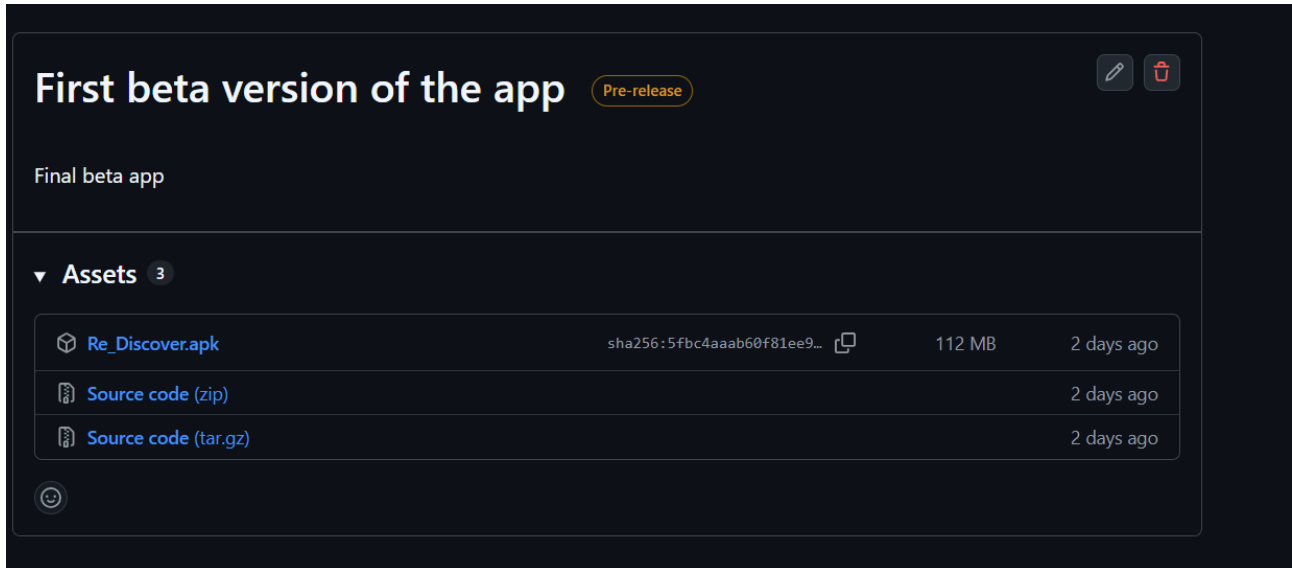 First beta version of the app Pre-release
Final beta app
Assets 3
Re_Discover.apk sha256:5fbc4aaab60f81ee9… 112 MB 2 days ago
Source code (zip) 2 days ago
Source code (tar.gz) 2 days ago